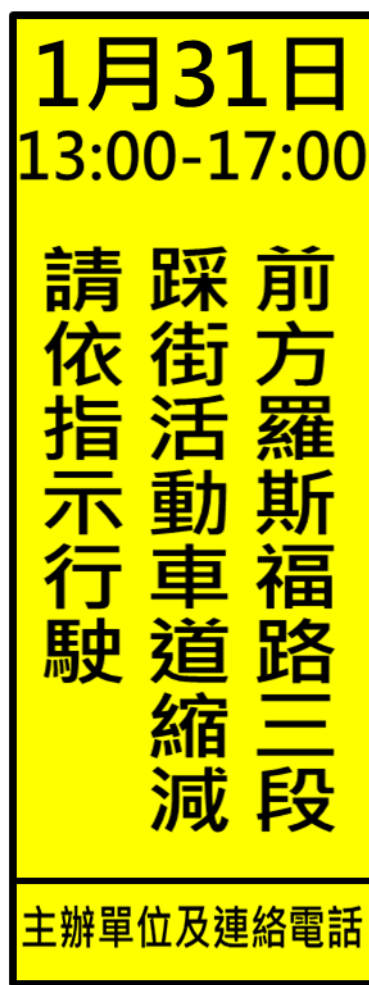 1月31日
13:00-17:00
前方羅斯福路三段
踩街活動車道縮減
請依指示行駛
主辦單位及連絡電話